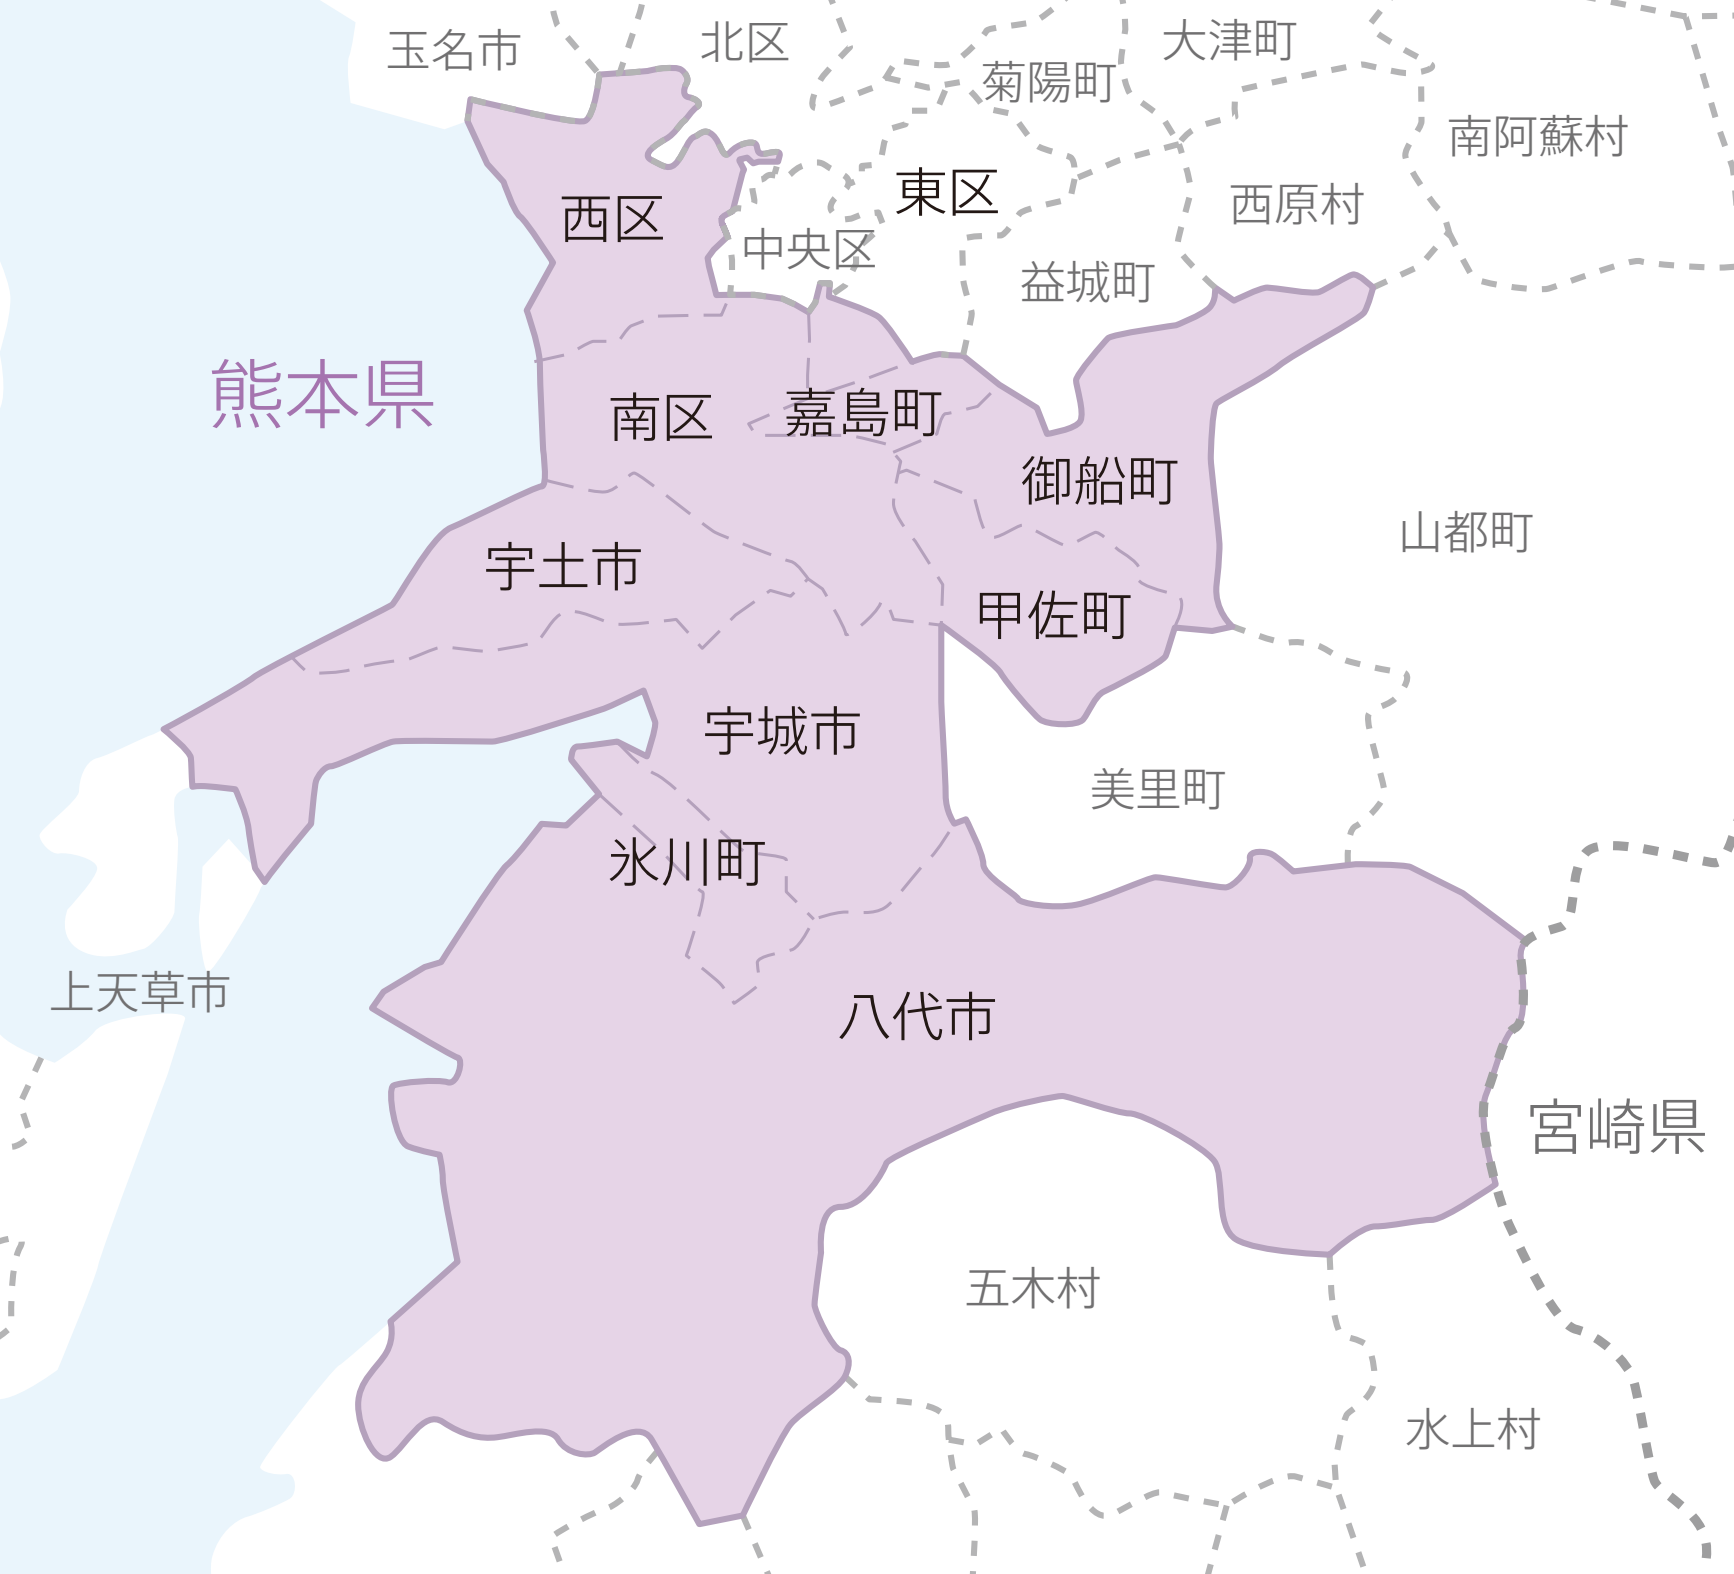 玉名市
北区
大津町
菊陽町
南阿蘇村
西区
東区
西原村
中央区
益城町
熊本県
南区
嘉島町
御船町
山都町
宇土市
甲佐町
宇城市
美里町
氷川町
上天草市
八代市
宮崎県
五木村
水上村